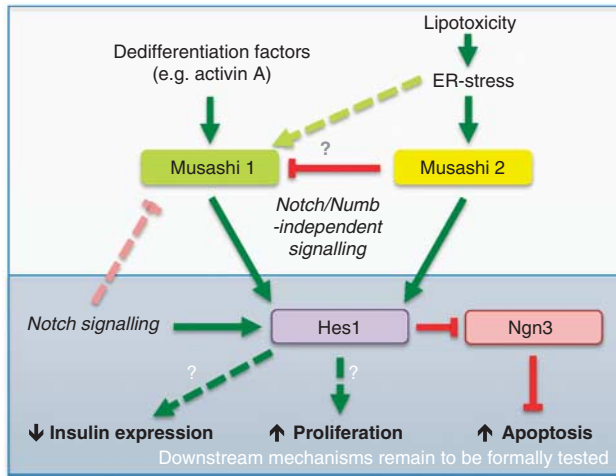 Lipotoxicity
Dedifferentiation factors
(e.g. activin A)
ER-stress
?
Musashi 1
Musashi 2
Notch/Numb
-independent
signalling
Notch signalling
Hes1
Ngn3
?
?
Insulin expression
Proliferation
Apoptosis
Downstream mechanisms remain to be formally tested